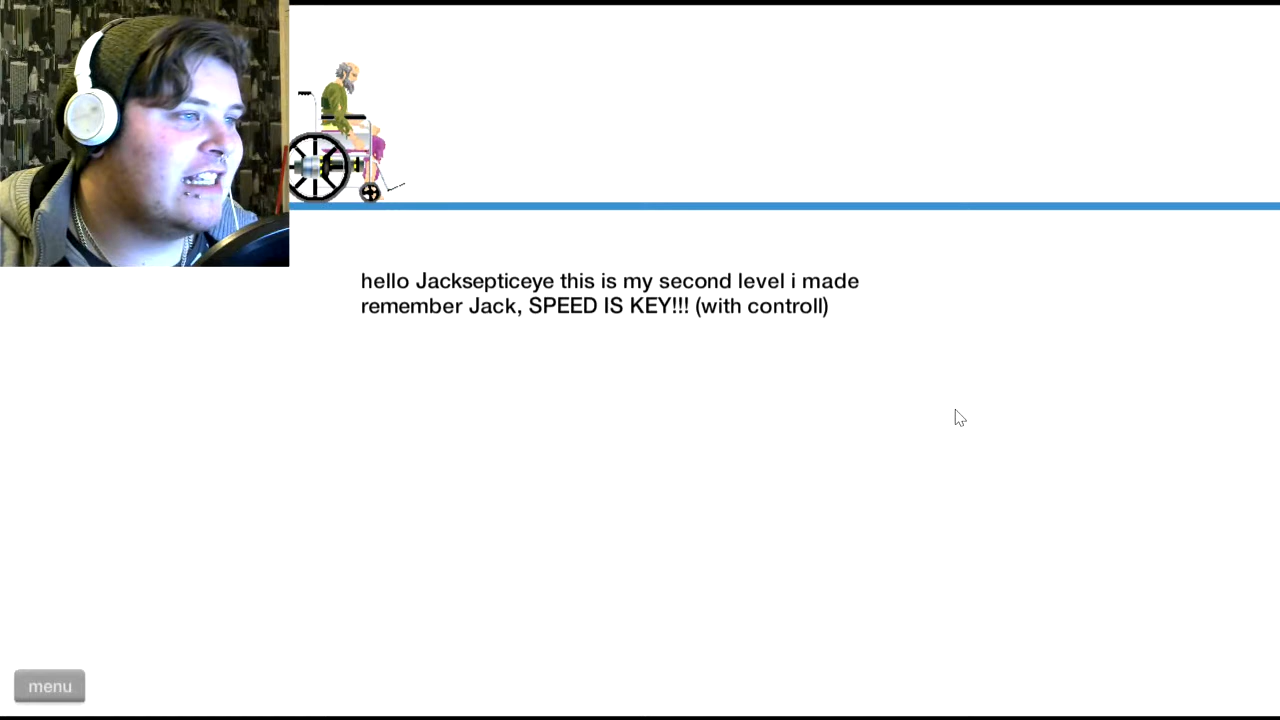 hello Jacksepticeye this is my second level i made
remember Jack, SPEED IS KEY!!! (with controll)
menu